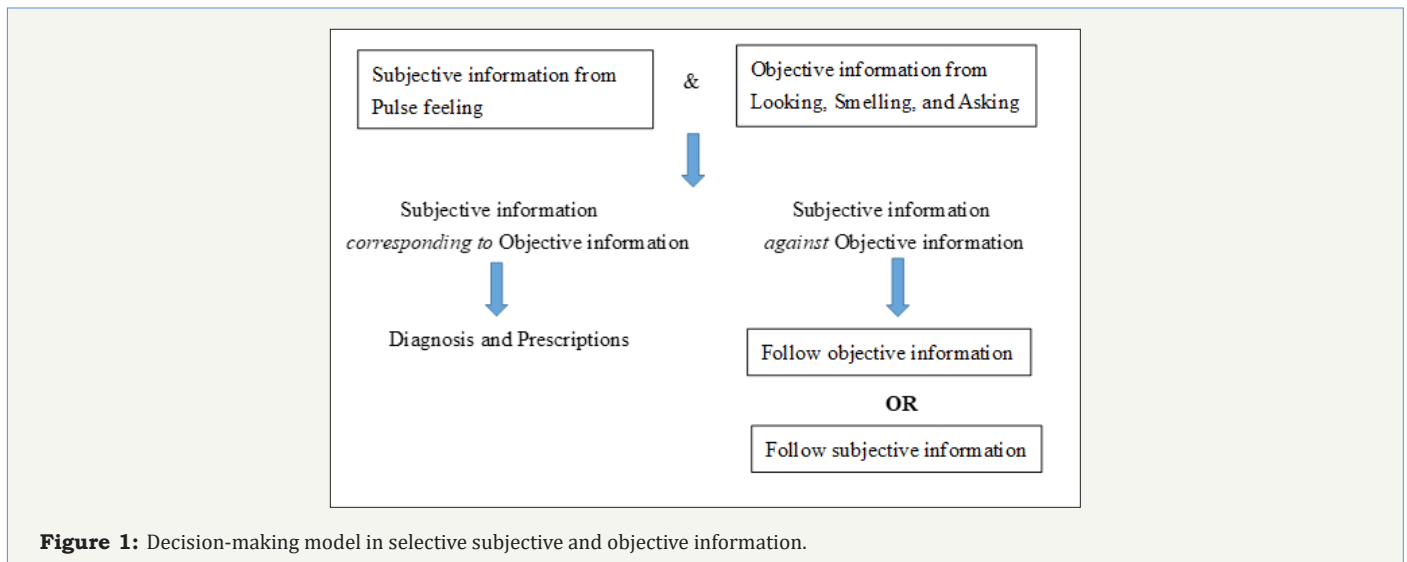 Subjective information from
Pulse feeling
&
Objective information from
Looking, Smelling, and Asking
Subjective information
corresponding to Objective information
Subjective information
against Objective information
Diagnosis and Prescriptions
Follow objective information
OR
Follow subjective information
Figure 1: Decision-making model in selective subjective and objective information.